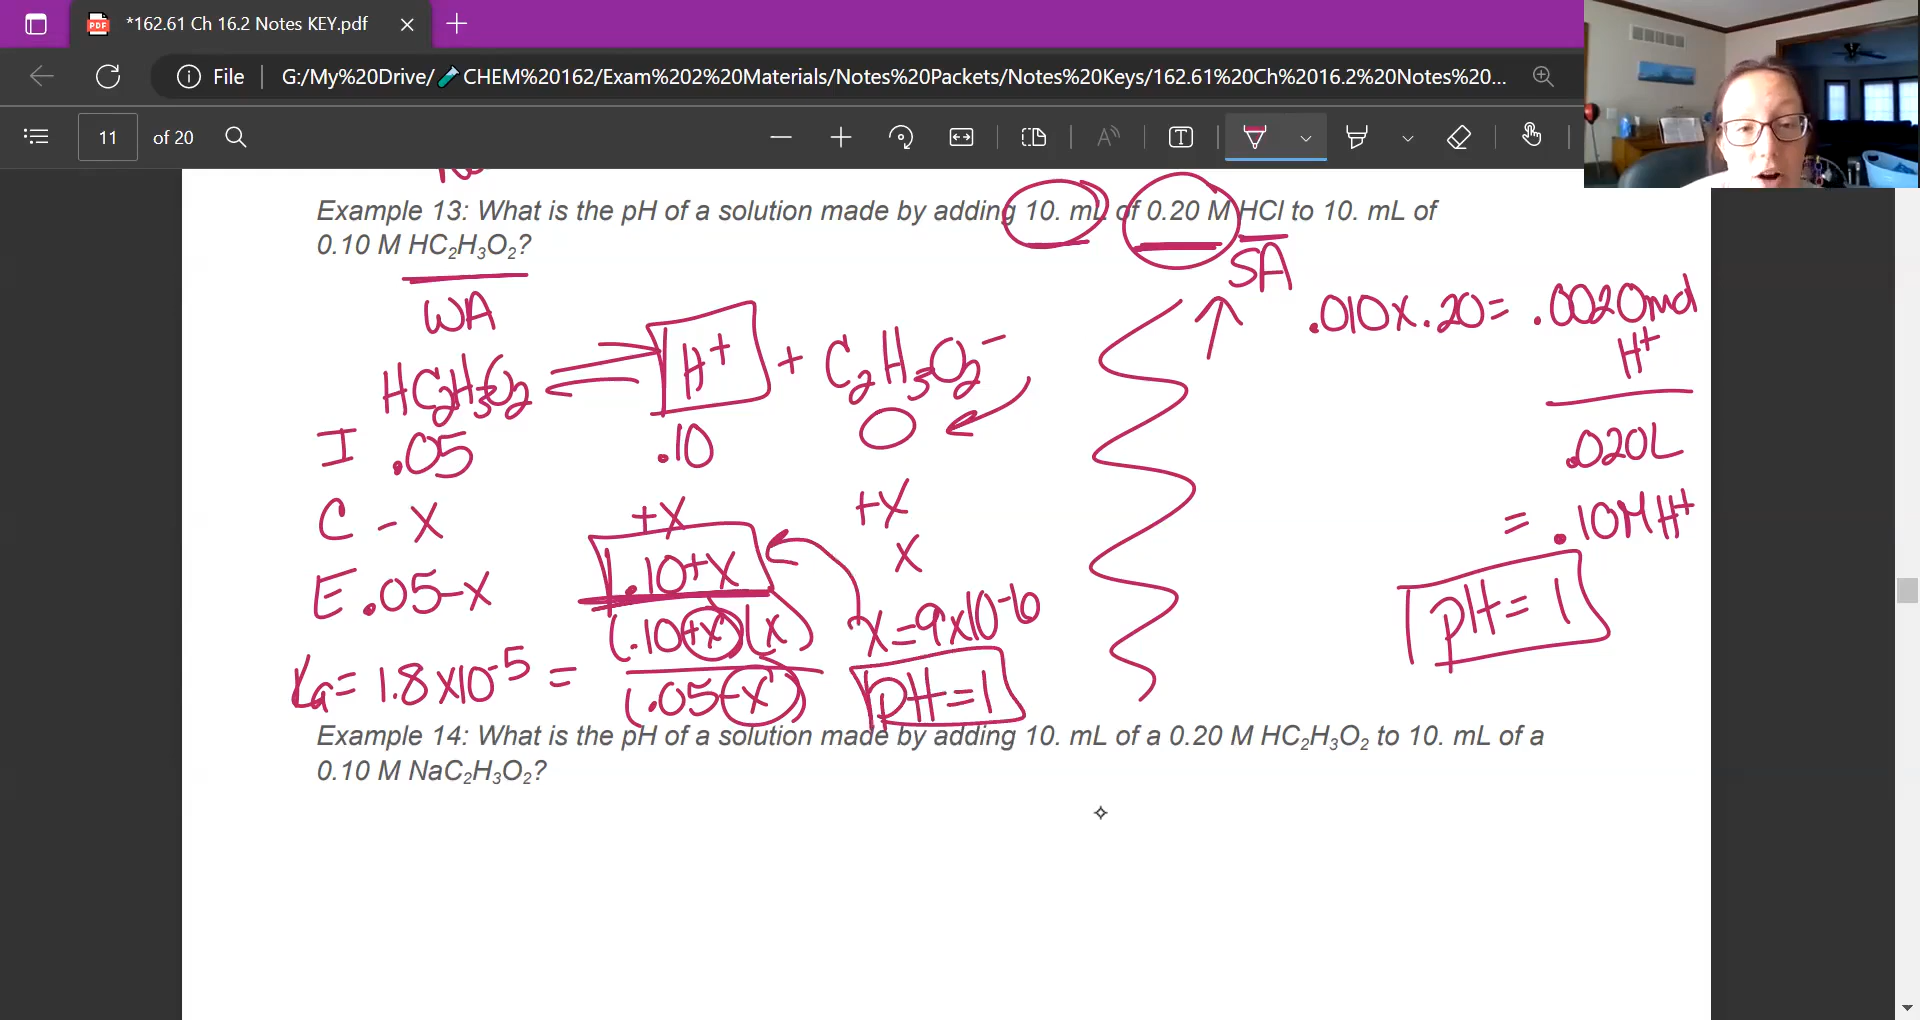 *162.61 Ch 16.2 Notes KEY.pdf
File G:/My%20Drive/🧪CHEM%20162/Exam%202%20Materials/Notes%20Packets/Notes%20Keys/162.61%20Ch%2016.2%20Notes%20...
11 of 20
Example 13: What is the pH of a solution made by adding 10. mL of 0.20 M HCl to 10. mL of
0.10 M HC₂H₃O₂?
SA
WA
.010 x .20 = .0020 mol
H⁺
.020L
= .10M H⁺
pH = 1
HC₂H₃O₂ ⇌ H⁺ + C₂H₃O₂⁻
I .05 .10 0
C - X +X +X
E .05-X .10+X X
Ka = 1.8 x 10⁻⁵ = (.10+X)(X) / (.05-X)
X = 9x10⁻⁶
pH = 1
Example 14: What is the pH of a solution made by adding 10. mL of a 0.20 M HC₂H₃O₂ to 10. mL of a
0.10 M NaC₂H₃O₂?